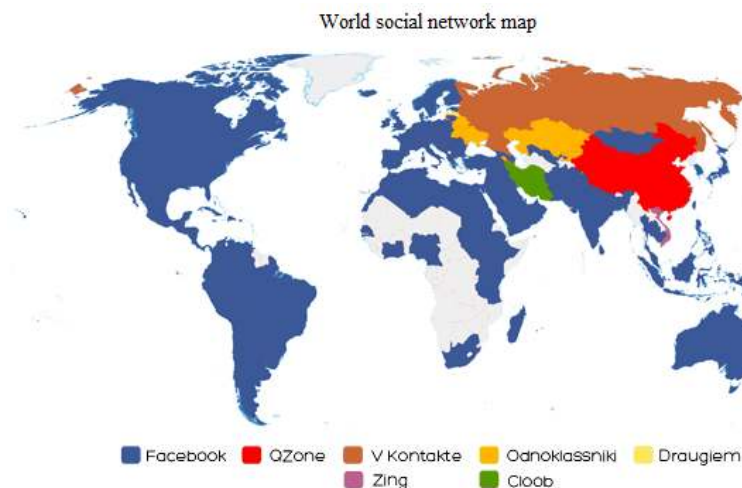 World social network map
Facebook QZone V Kontakte Odnoklassniki Draugiem
Zing Cloob